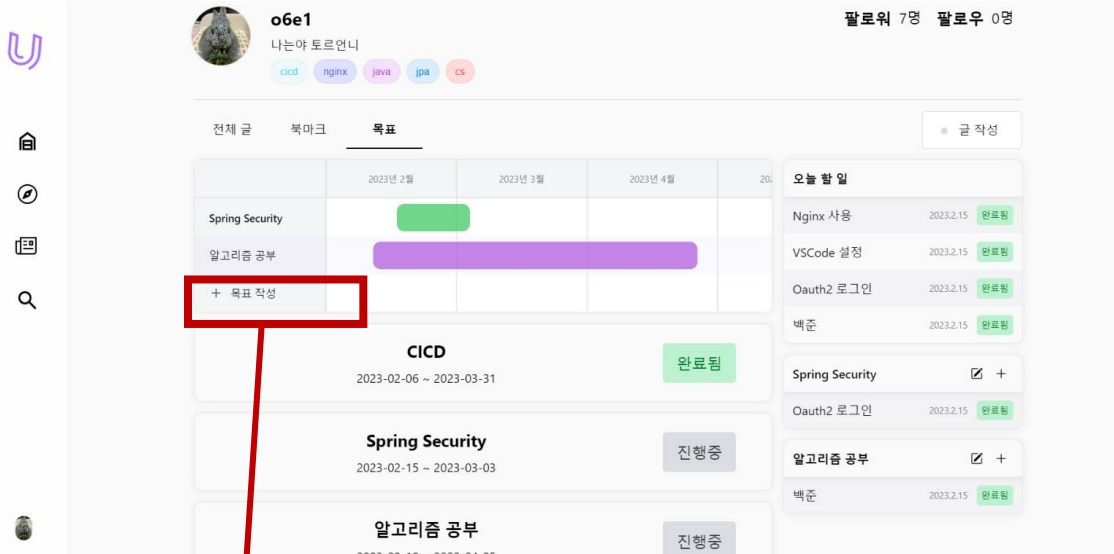 o6e1
팔로워 7명 팔로우 0명
나는야 토르언니
cicd nginx java jpa cs
전체 글 북마크 목표
글 작성
2023년 2월 2023년 3월 2023년 4월 202
Spring Security
알고리즘 공부
+ 목표 작성
CICD
2023-02-06 ~ 2023-03-31
완료됨
Spring Security
2023-02-15 ~ 2023-03-03
진행중
알고리즘 공부
진행중
오늘 할 일
Nginx 사용 2023.2.15 완료됨
VSCode 설정 2023.2.15 완료됨
Oauth2 로그인 2023.2.15 완료됨
백준 2023.2.15 완료됨
Spring Security +
Oauth2 로그인 2023.2.15 완료됨
알고리즘 공부 +
백준 2023.2.15 완료됨